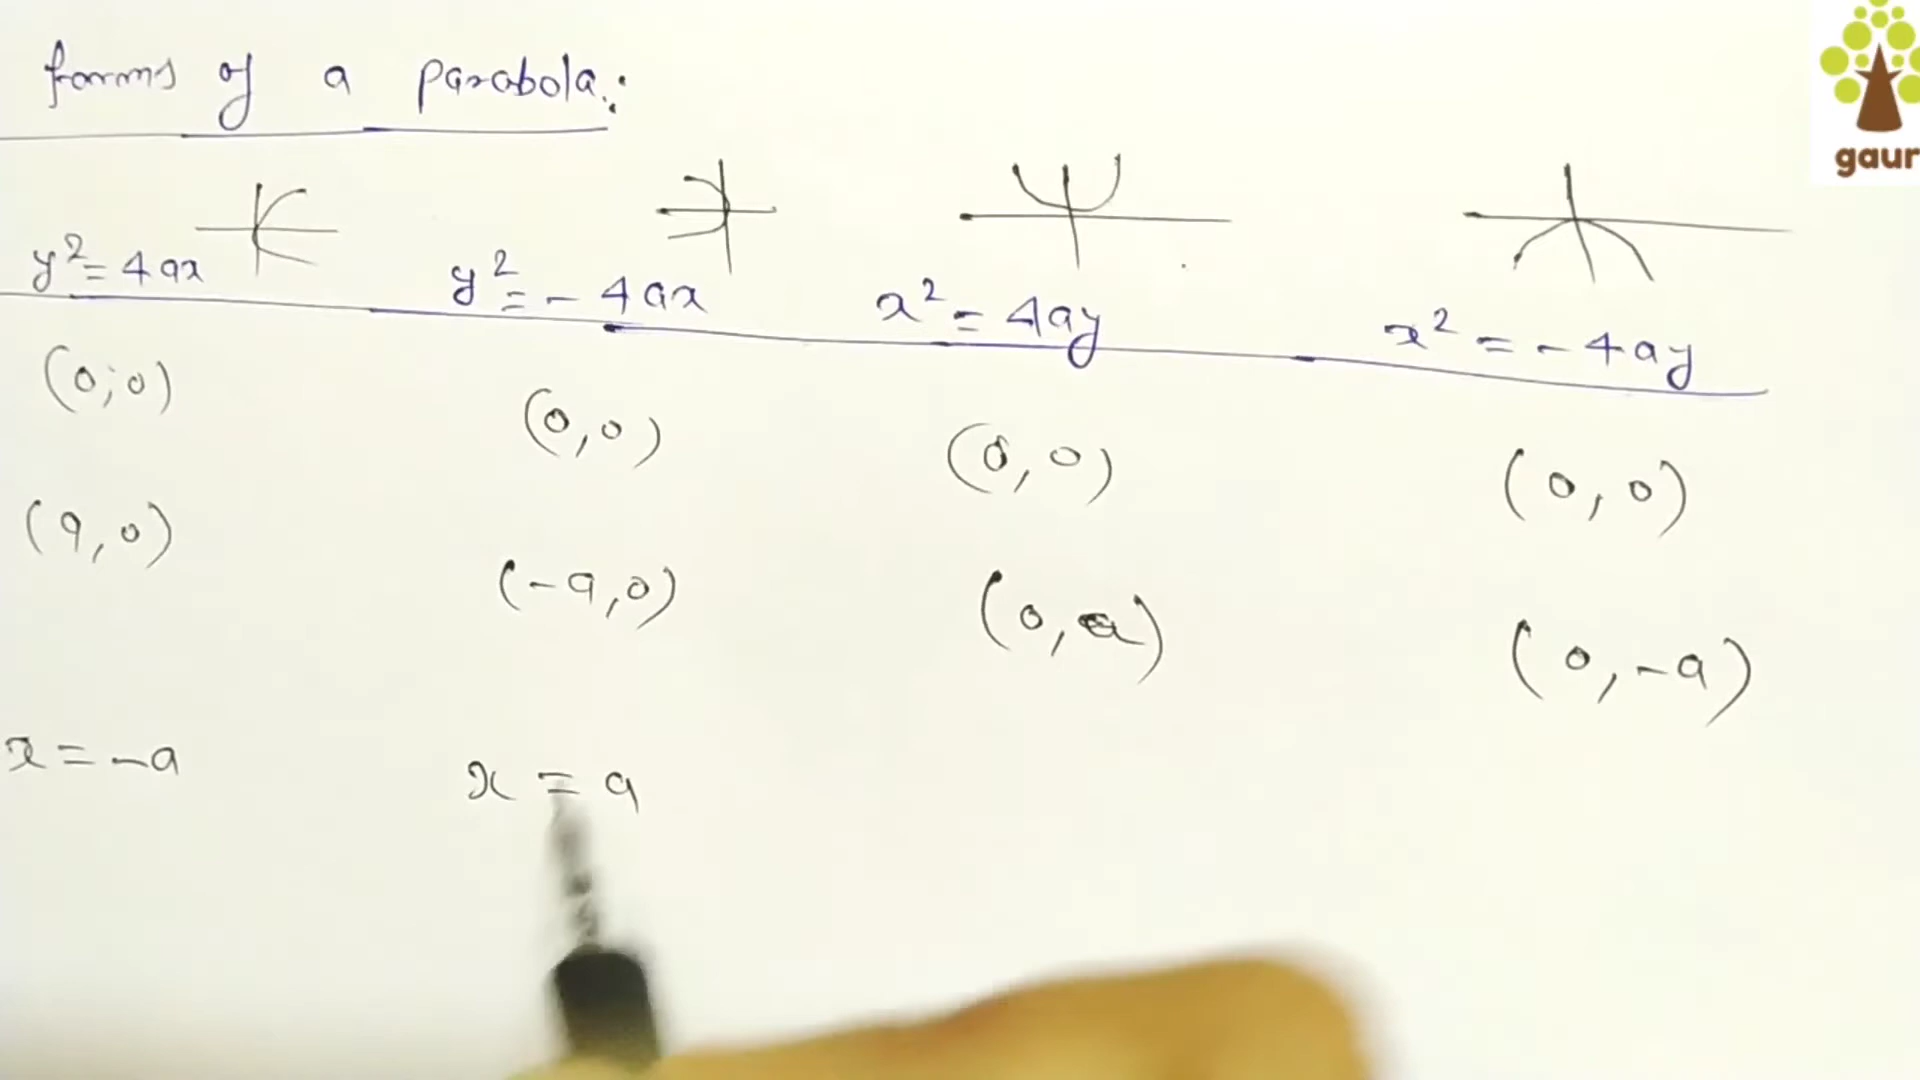 forms of a parabola :
y² = 4ax y² = -4ax x² = 4ay x² = -4ay
(0,0) (0,0) (0,0) (0,0)
(a,0) (-a,0) (0,a) (0,-a)
x = -a x = a
gaur